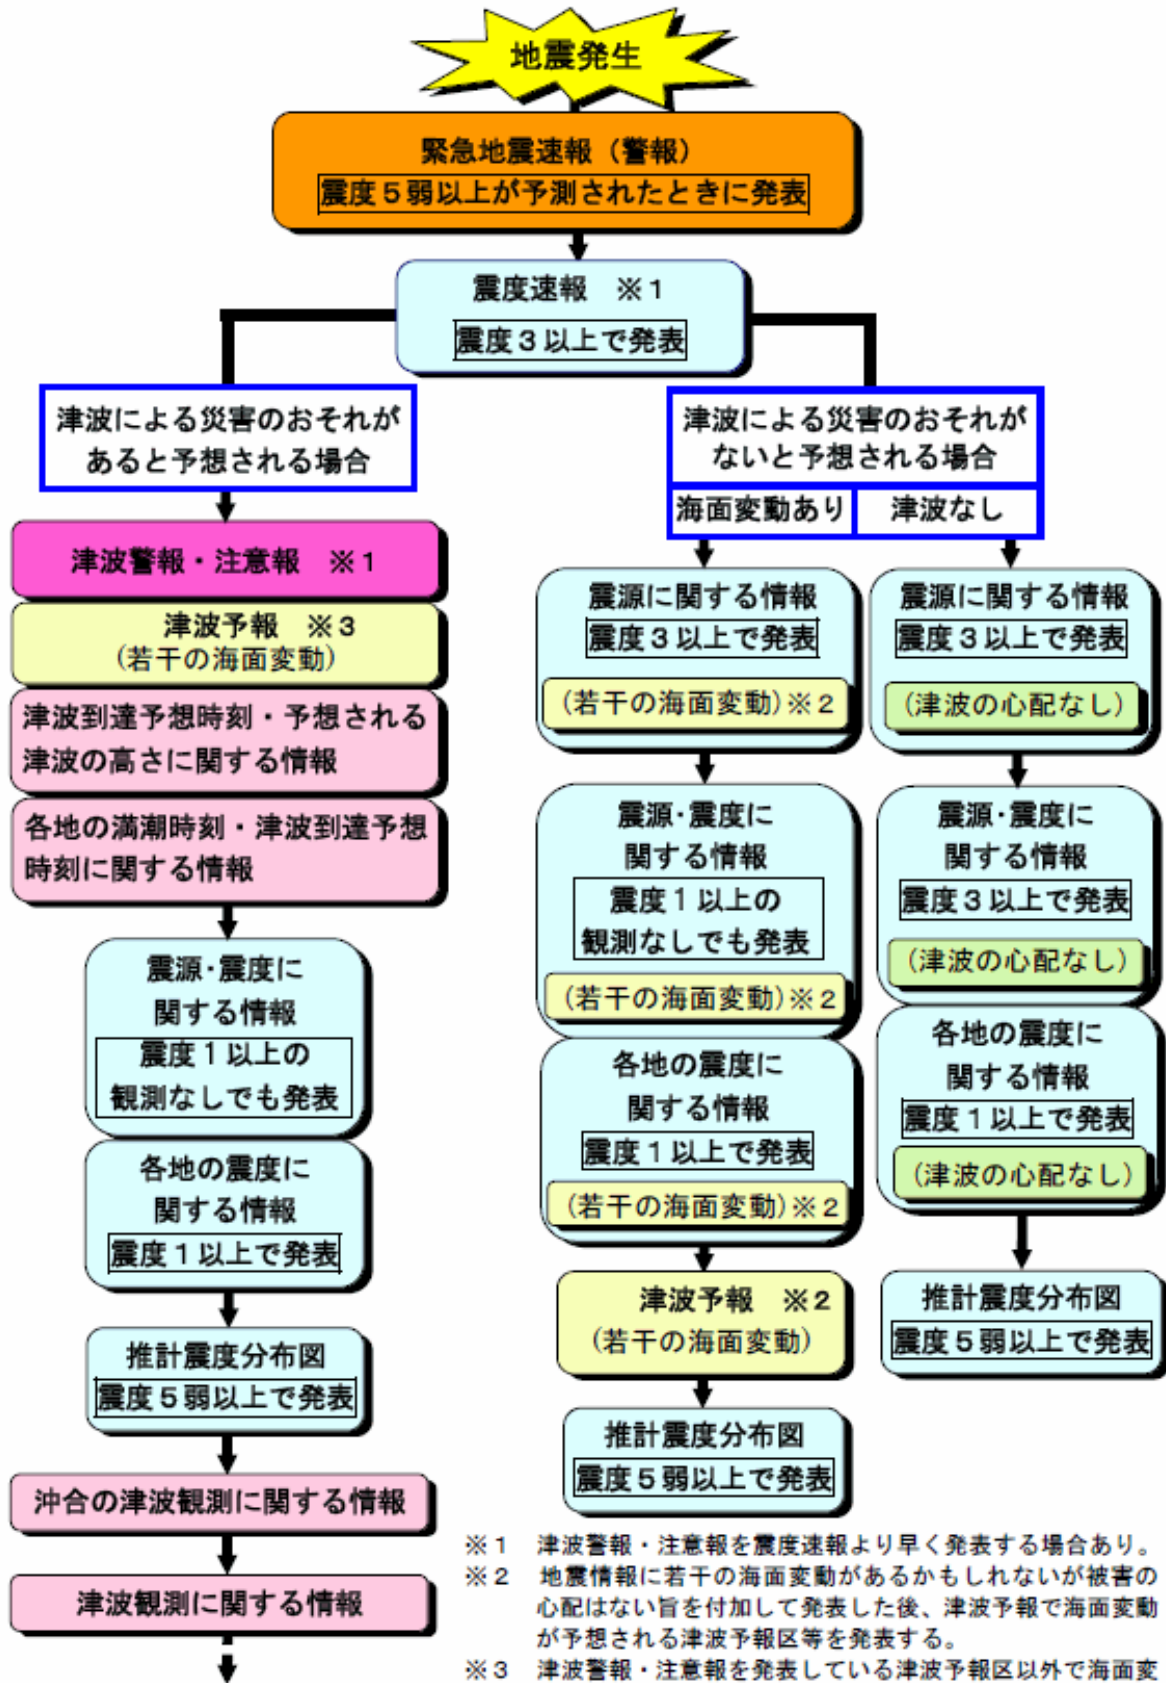 地震発生
緊急地震速報（警報）
震度５弱以上が予測されたときに発表
震度速報　※１
震度３以上で発表
津波による災害のおそれが
あると予想される場合
津波警報・注意報　※１
津波予報　※３
(若干の海面変動)
津波到達予想時刻・予想される
津波の高さに関する情報
各地の満潮時刻・津波到達予想
時刻に関する情報
震源・震度に
関する情報
震度１以上の
観測なしでも発表
各地の震度に
関する情報
震度１以上で発表
推計震度分布図
震度５弱以上で発表
沖合の津波観測に関する情報
津波観測に関する情報
津波による災害のおそれが
ないと予想される場合
海面変動あり
震源に関する情報
震度３以上で発表
(若干の海面変動)※２
震源・震度に
関する情報
震度１以上の
観測なしでも発表
(若干の海面変動)※２
各地の震度に
関する情報
震度１以上で発表
(若干の海面変動)※２
津波予報　※２
(若干の海面変動)
推計震度分布図
震度５弱以上で発表
津波なし
震源に関する情報
震度３以上で発表
(津波の心配なし)
震源・震度に
関する情報
震度３以上で発表
(津波の心配なし)
各地の震度に
関する情報
震度１以上で発表
(津波の心配なし)
推計震度分布図
震度５弱以上で発表
※１　津波警報・注意報を震度速報より早く発表する場合あり。
※２　地震情報に若干の海面変動があるかもしれないが被害の
心配はない旨を付加して発表した後、津波予報で海面変動
が予想される津波予報区等を発表する。
※３　津波警報・注意報を発表している津波予報区以外で海面変